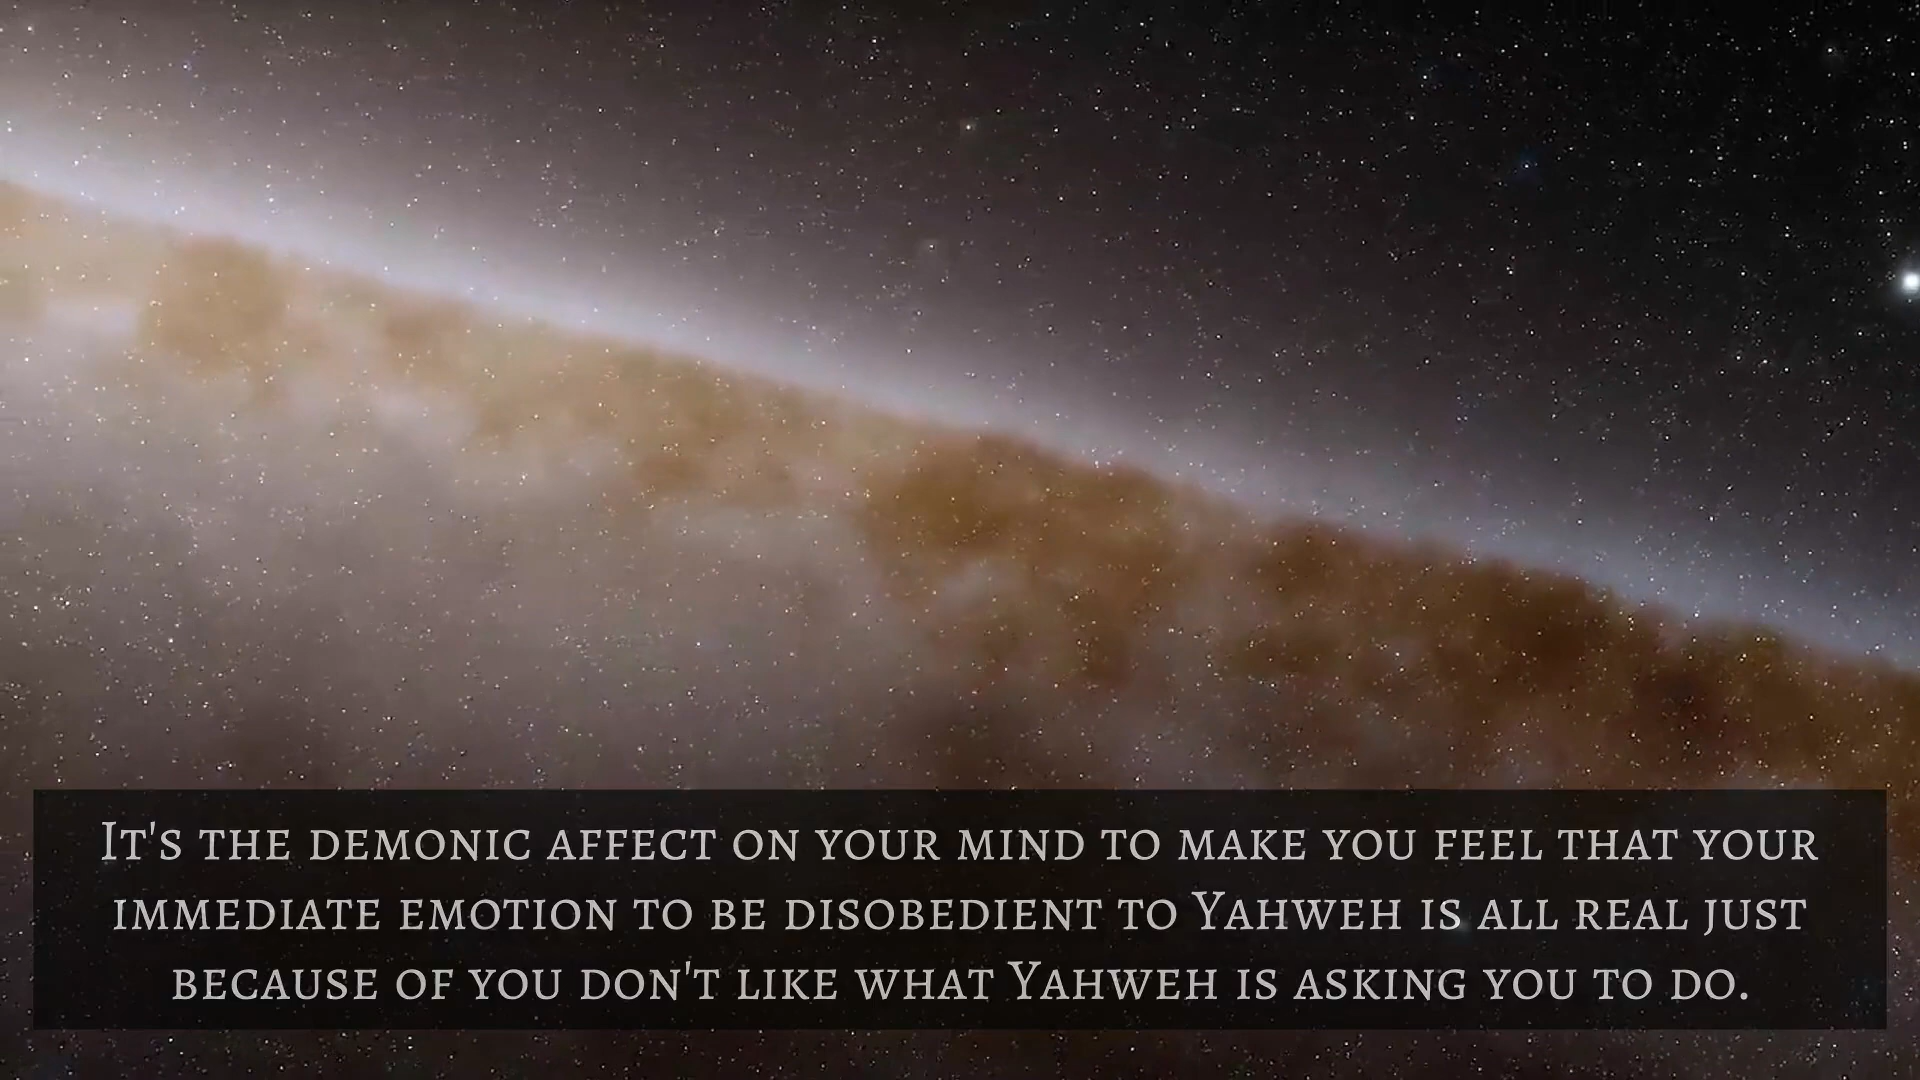 It's the demonic affect on your mind to make you feel that your
immediate emotion to be disobedient to Yahweh is all real just
because of you don't like what Yahweh is asking you to do.